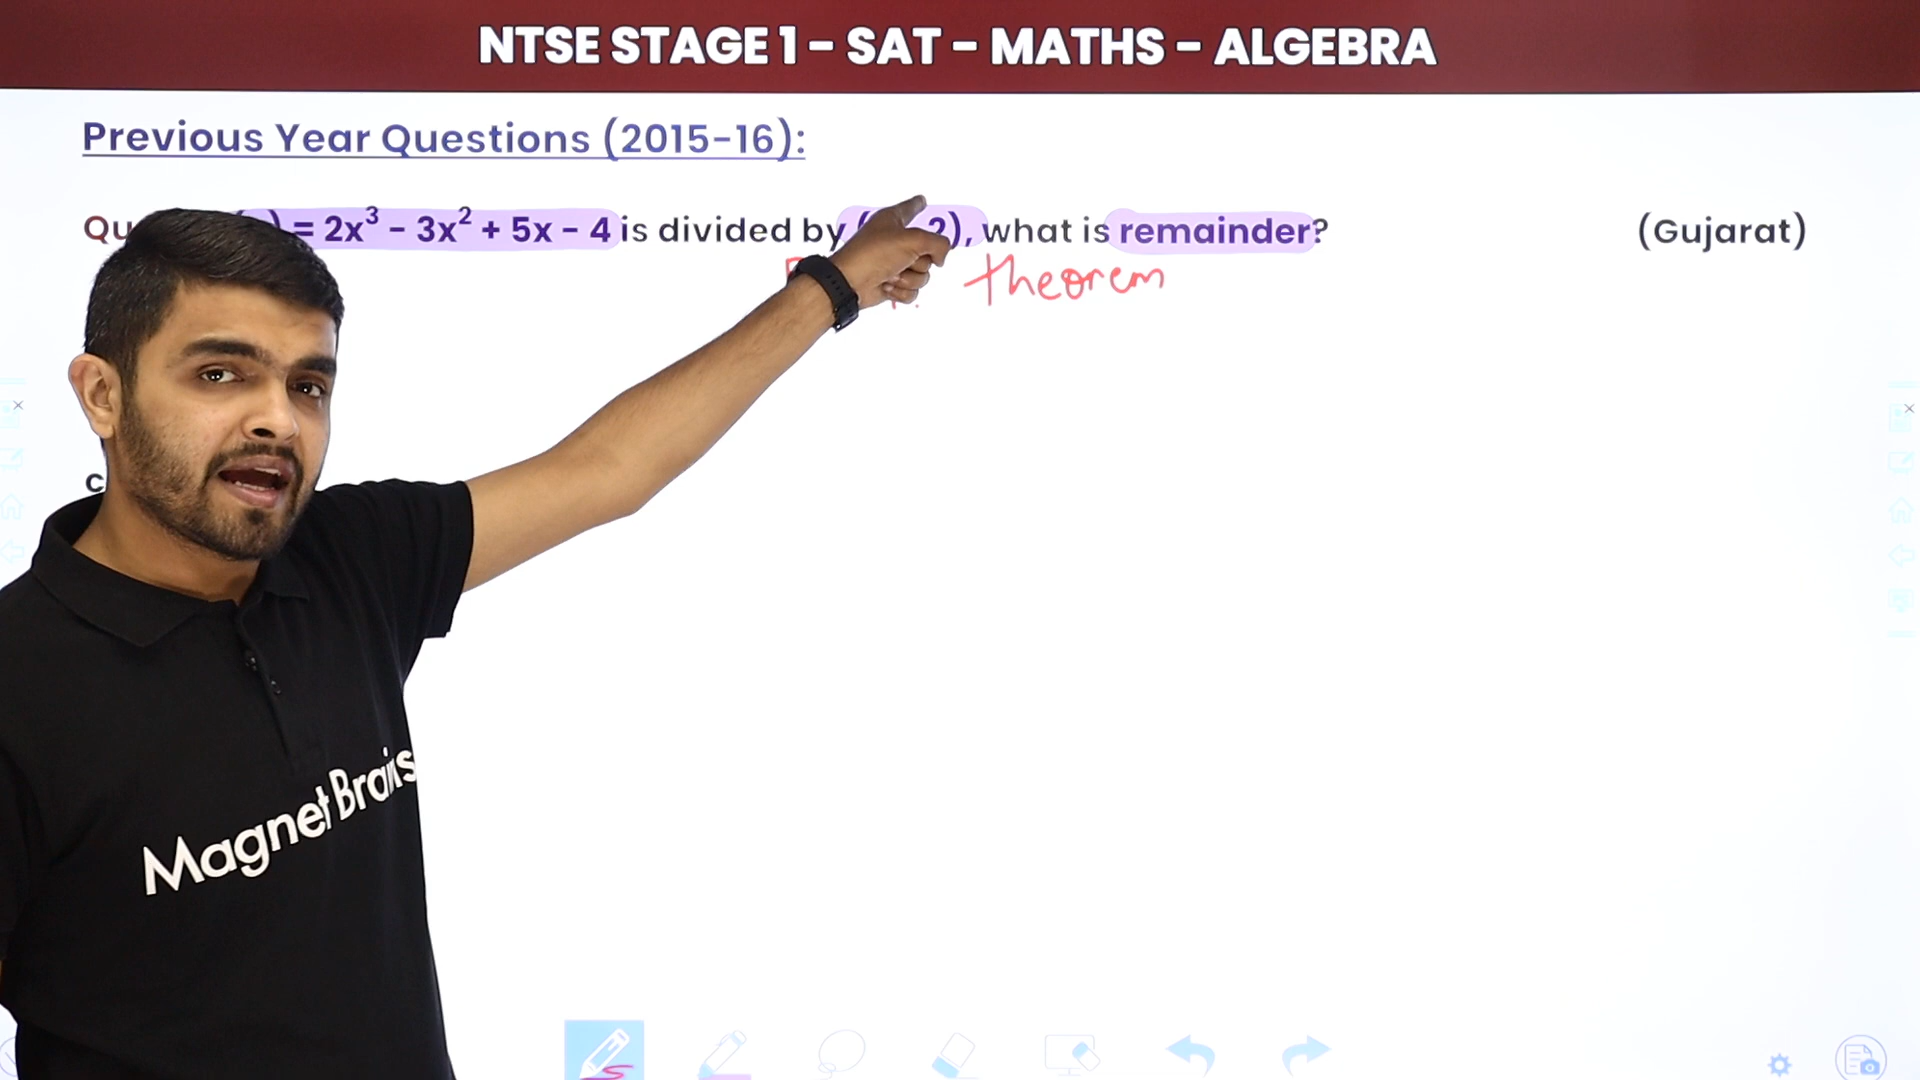 NTSE STAGE 1 - SAT - MATHS - ALGEBRA
Previous Year Questions (2015-16):
= 2x³ - 3x² + 5x - 4 is divided by 2), what is remainder? (Gujarat)
theorem
Magnet Brains